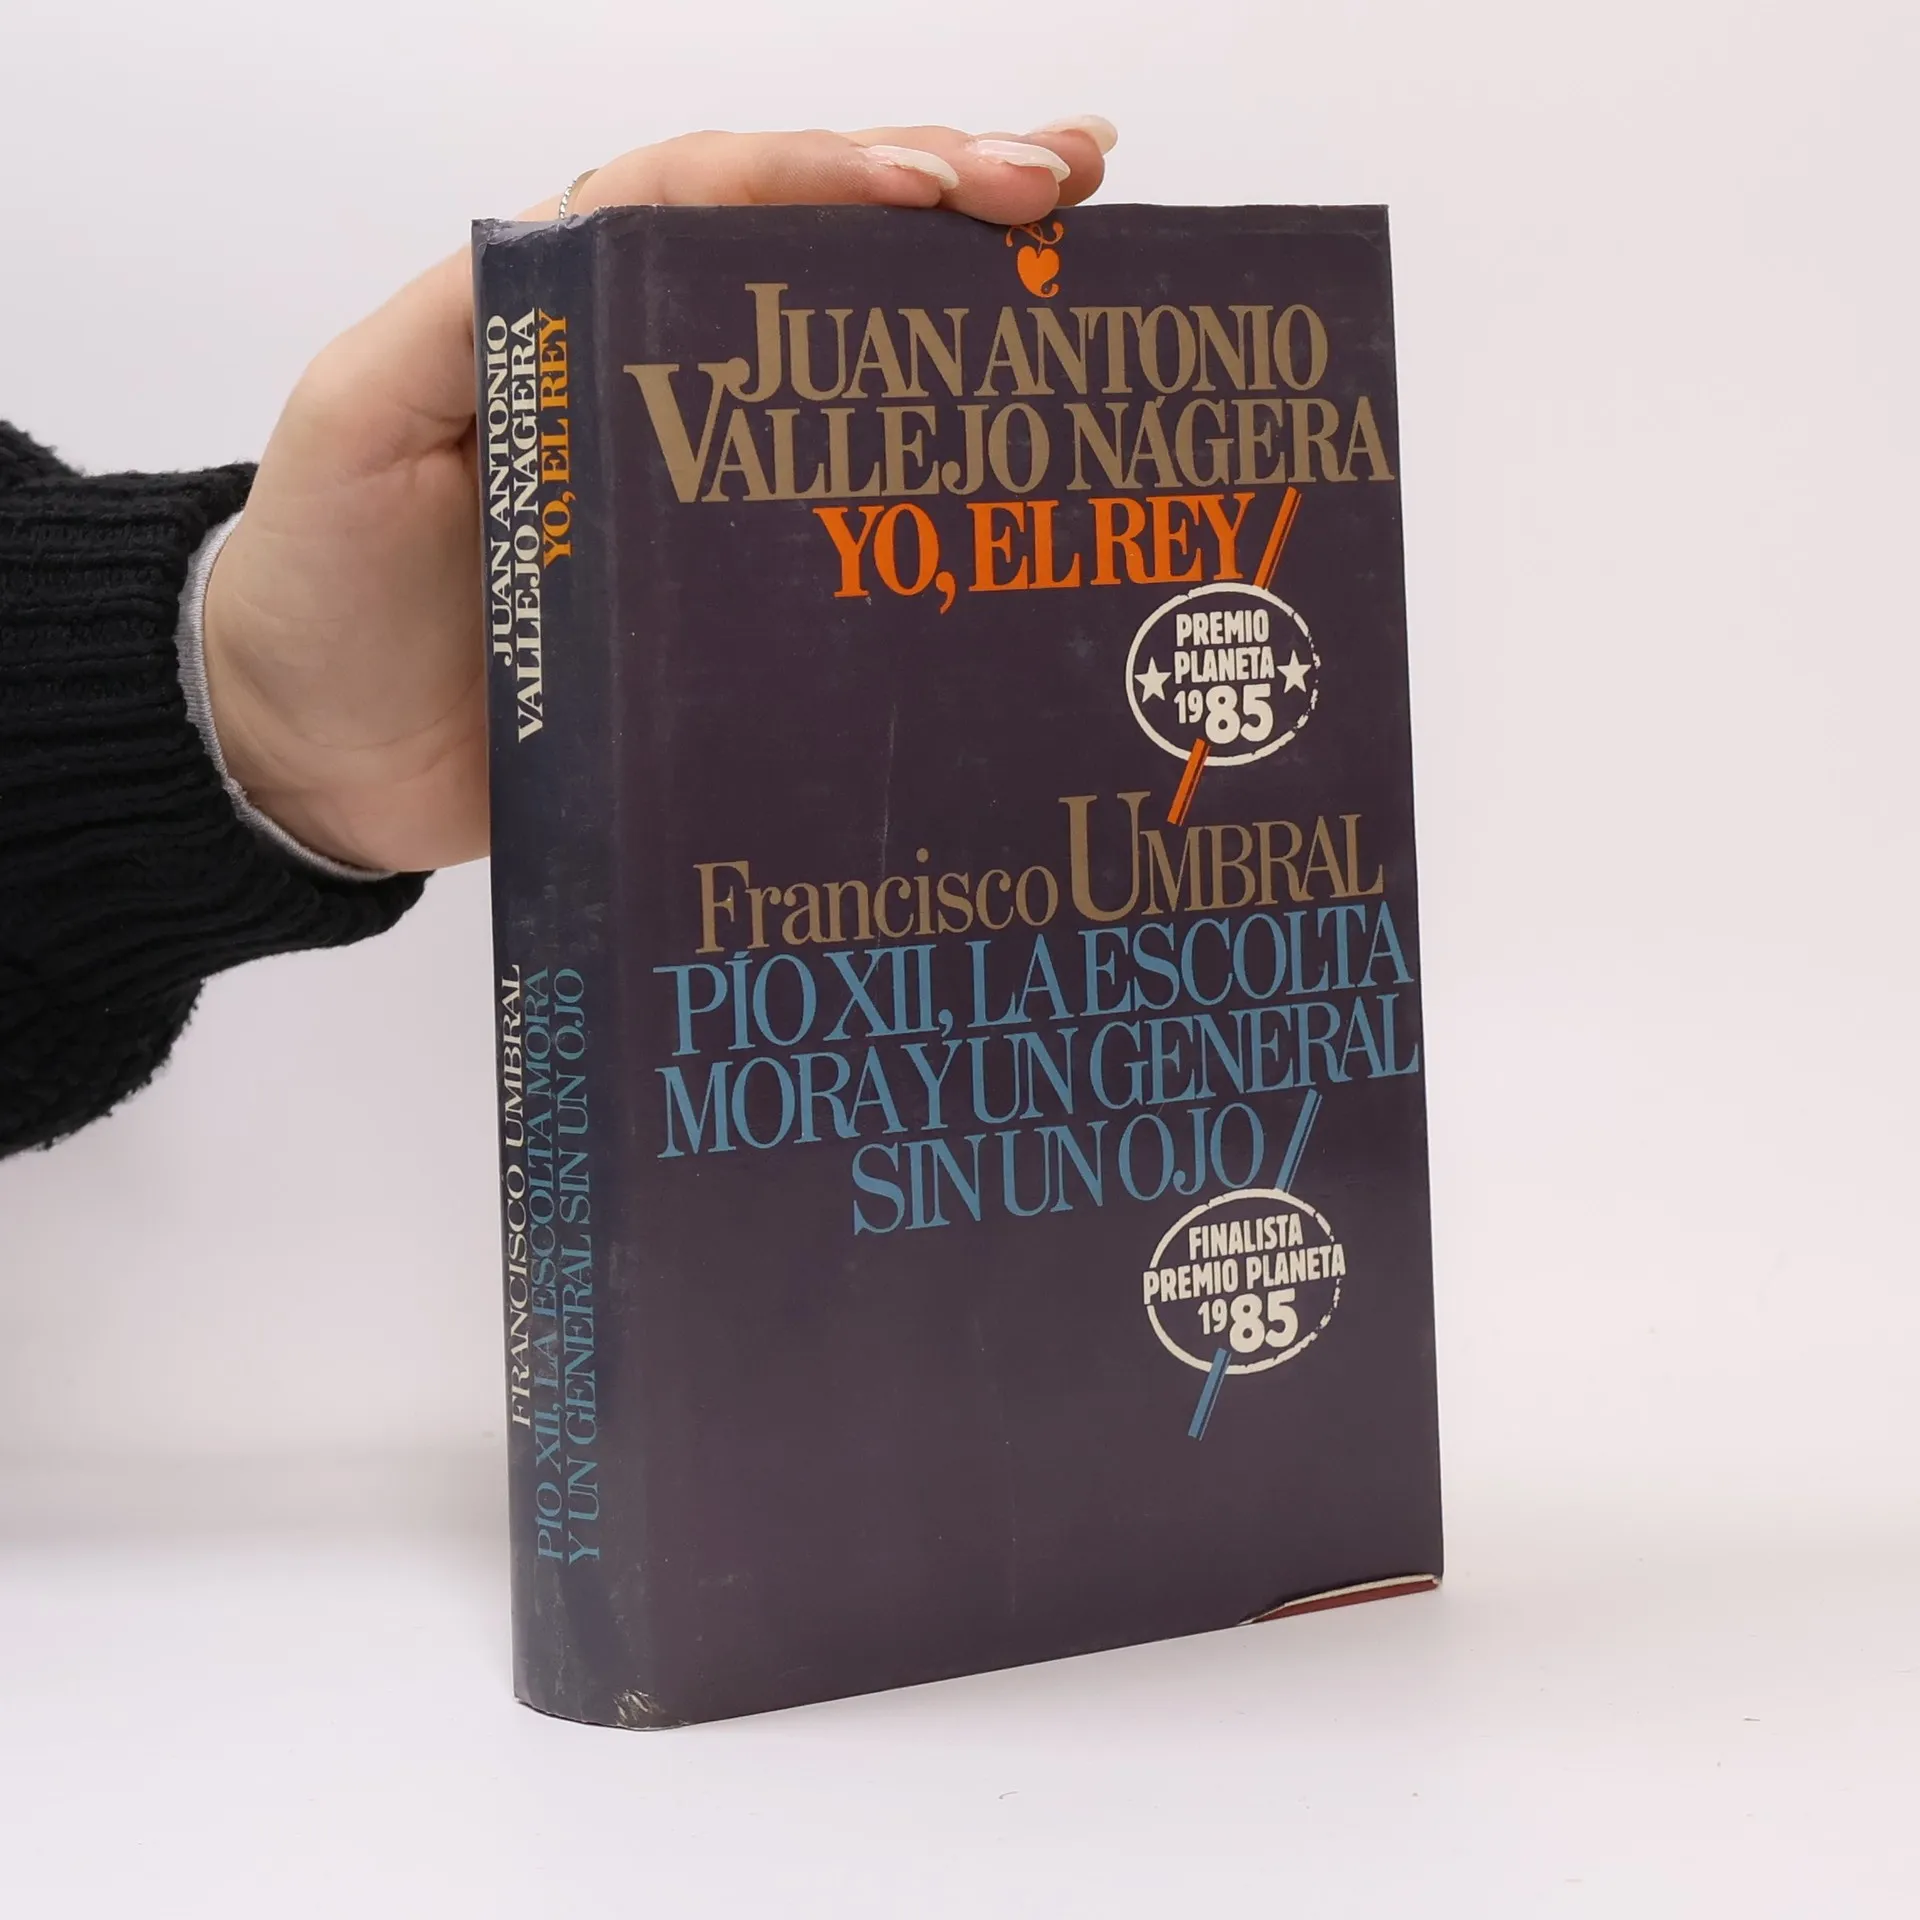 JUAN ANTONIO
VALLEJO NÁGERA
YO, EL REY
PREMIO
PLANETA
1985
Francisco UMBRAL
PÍO XII, LA ESCOLTA
MORA Y UN GENERAL
SIN UN OJO
FINALISTA
PREMIO PLANETA
1985
JUAN ANTONIO
VALLEJO NÁGERA
YO, EL REY
FRANCISCO UMBRAL
PÍO XII, LA ESCOLTA MORA
Y UN GENERAL SIN UN OJO